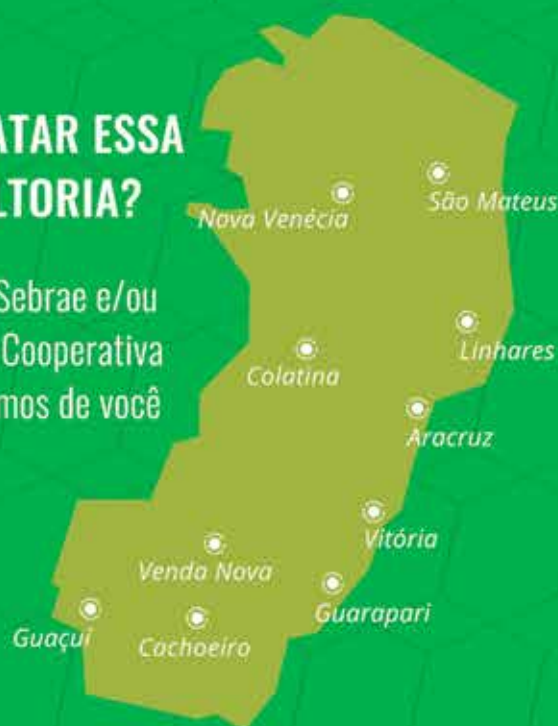 ATAR ESSA
LTORIA?
Sebrae e/ou
Cooperativa
mos de você
Nova Venécia
São Mateus
Colatina
Linhares
Aracruz
Vitória
Venda Nova
Guarapari
Guaçuí
Cachoeiro